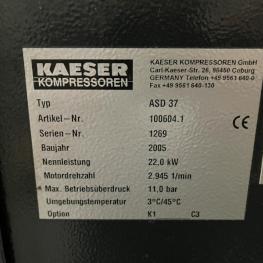 KAESER
KOMPRESSOREN
KAESER KOMPRESSOREN GmbH
Carl-Kaeser-Str. 26, 96450 Coburg
GERMANY Telefon +49 9561 640-0
Fax +49 9561 640-130
Typ ASD 37
Artikel-Nr. 100604.1
Serien-Nr. 1269
CE
Baujahr 2005
Nennleistung 22,0 kW
Motordrehzahl 2.945 1/min
Max. Betriebsüberdruck 11,0 bar
Umgebungstemperatur 3°C/45°C
Option K1 C3